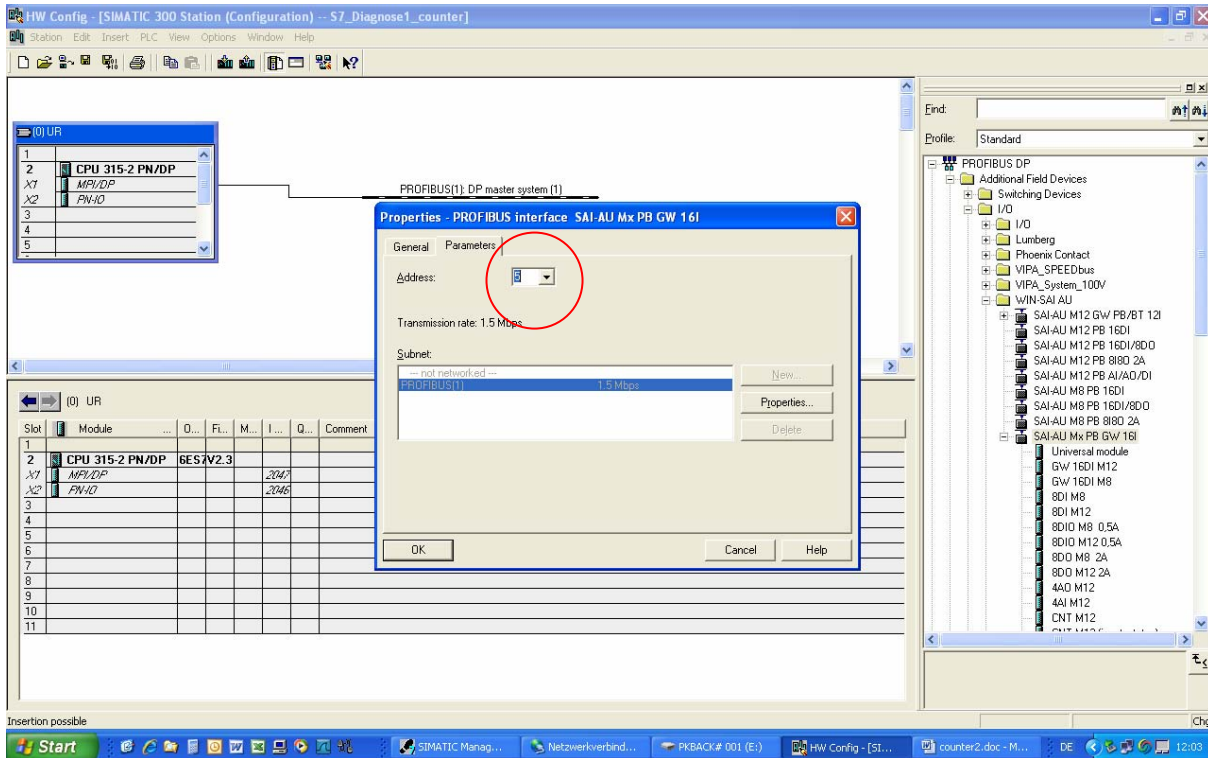 HW Config - [SIMATIC 300 Station (Configuration) -- S7_Diagnose1_counter]
Station Edit Insert PLC View Options Window Help
(0) UR
1
2 CPU 315-2 PN/DP
X1 MPI/DP
X2 PN-IO
3
4
5
PROFIBUS(1): DP master system (1)
Properties - PROFIBUS interface SAI-AU Mx PB GW 16I
General Parameters
Address: 5
Transmission rate: 1.5 Mbps
Subnet:
--- not networked ---
PROFIBUS(1) 1.5 Mbps
New...
Properties...
Delete
OK Cancel Help
(0) UR
Slot Module ... O... Fi... M... I ... Q... Comment
1
2 CPU 315-2 PN/DP 6ES7 V2.3
X1 MPI/DP 2047
X2 PN-IO 2046
3
4
5
6
7
8
9
10
11
Find:
Profile: Standard
PROFIBUS DP
Additional Field Devices
Switching Devices
I/O
I/O
Lumberg
Phoenix Contact
VIPA_SPEEDbus
VIPA_System_100V
WIN-SAI AU
SAI-AU M12 GW PB/BT 12I
SAI-AU M12 PB 16DI
SAI-AU M12 PB 16DI/8DO
SAI-AU M12 PB 8I8O 2A
SAI-AU M12 PB AI/AO/DI
SAI-AU M8 PB 16DI
SAI-AU M8 PB 16DI/8DO
SAI-AU M8 PB 8I8O 2A
SAI-AU Mx PB GW 16I
Universal module
GW 16DI M12
GW 16DI M8
8DI M8
8DI M12
8DIO M8 0,5A
8DIO M12 0,5A
8DO M8 2A
8DO M12 2A
4AO M12
4AI M12
CNT M12
Insertion possible
Chg
Start
SIMATIC Manag...
Netzwerkverbind...
PKBACK# 001 (E:)
HW Config - [SI...
counter2.doc - M...
DE
12:03